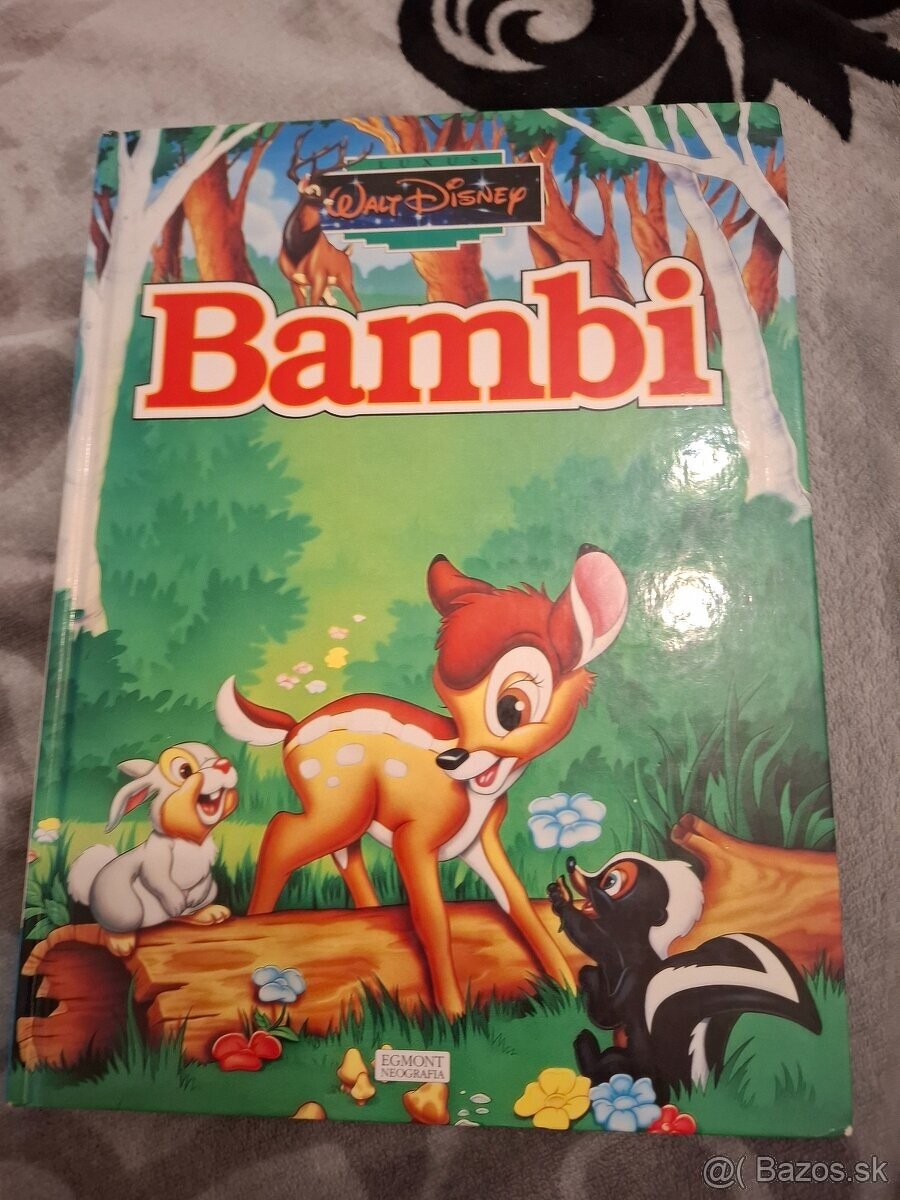 LUXUS
WALT DISNEY
Bambi
EGMONT
NEOGRAFIA
@( Bazos.sk